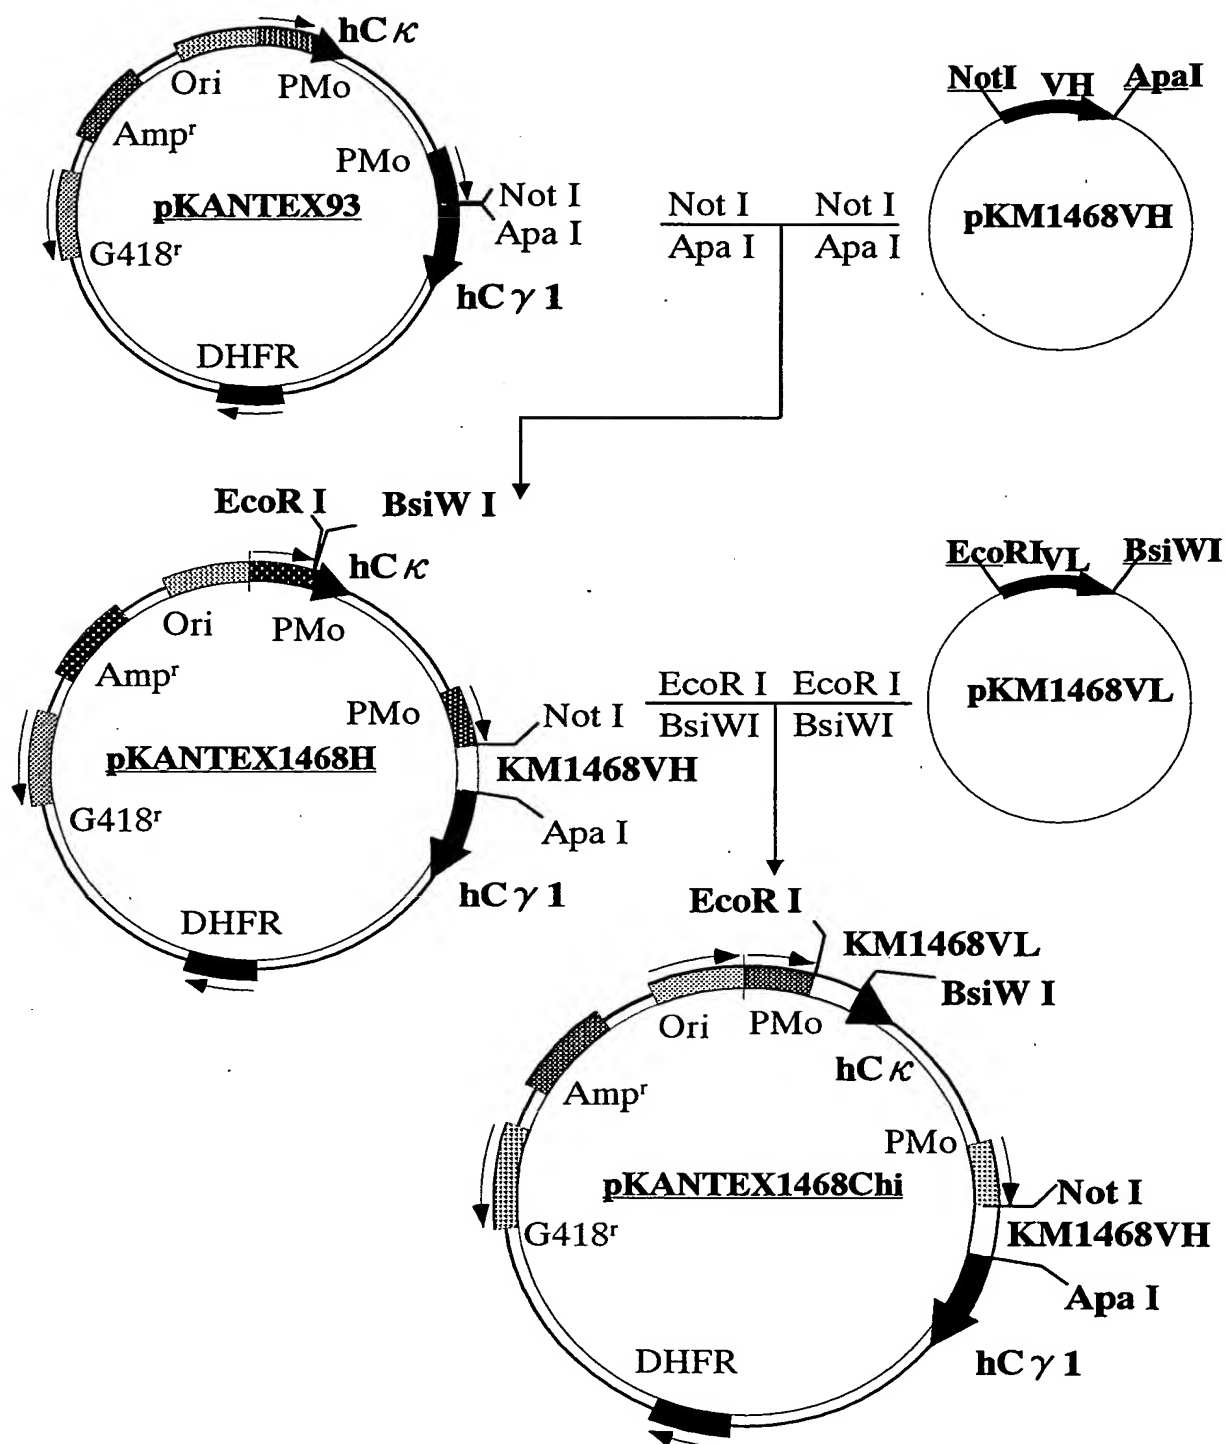 hCκ
Ori
PMo
Ampʳ
PMo
pKANTEX93
Not I
Apa I
G418ʳ
hCγ1
DHFR
NotI
VH
ApaI
pKM1468VH
Not I
Not I
Apa I
Apa I
EcoR I
BsiW I
hCκ
Ori
PMo
Ampʳ
PMo
Not I
pKANTEX1468H
KM1468VH
G418ʳ
Apa I
hCγ1
DHFR
EcoRI
VL
BsiWI
pKM1468VL
EcoR I
EcoR I
BsiWI
BsiWI
EcoR I
KM1468VL
BsiW I
Ori
PMo
hCκ
Ampʳ
PMo
pKANTEX1468Chi
Not I
G418ʳ
KM1468VH
Apa I
DHFR
hCγ1